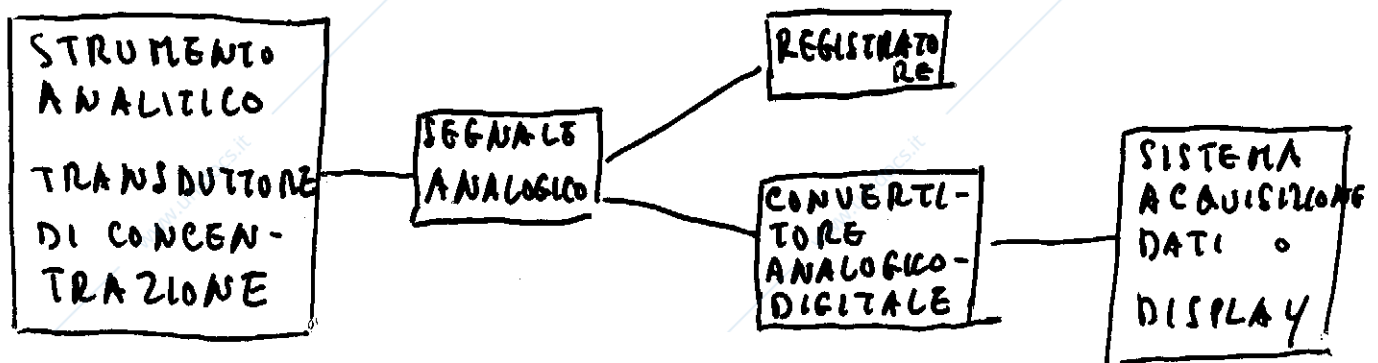 STRUMENTO
ANALITICO
TRANSDUTTORE
DI CONCEN-
TRAZIONE
SEGNALE
ANALOGICO
REGISTRATO
RE
CONVERTI-
TORE
ANALOGICO-
DIGITALE
SISTEMA
ACQUISIZIONE
DATI o
DISPLAY